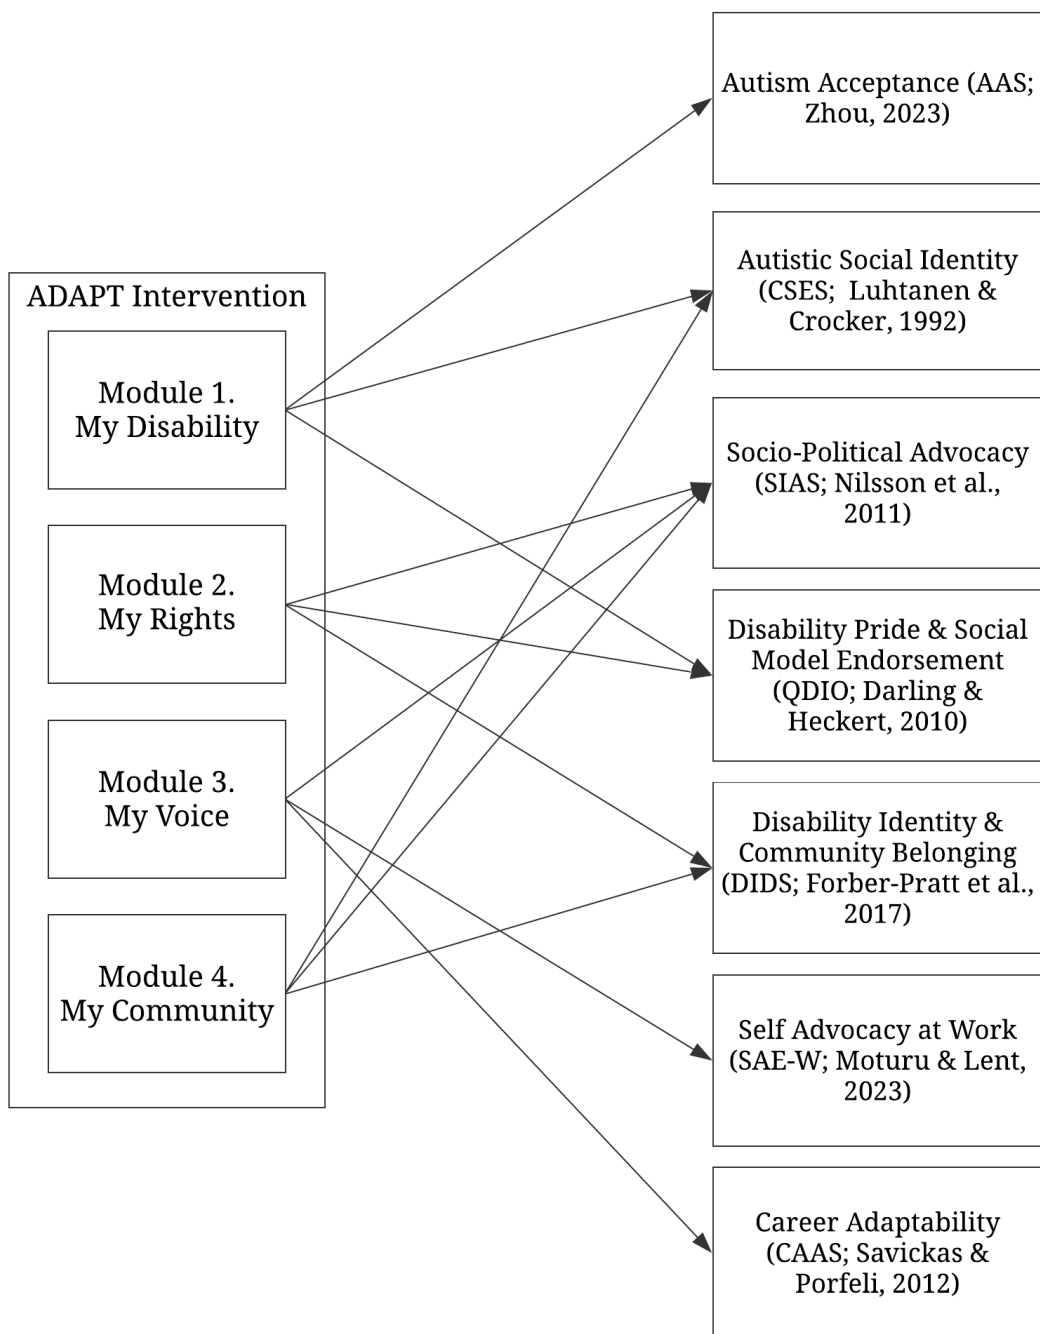 ADAPT Intervention
Module 1.
My Disability
Module 2.
My Rights
Module 3.
My Voice
Module 4.
My Community
Autism Acceptance (AAS;
Zhou, 2023)
Autistic Social Identity
(CSES;  Luhtanen &
Crocker, 1992)
Socio-Political Advocacy
(SIAS; Nilsson et al.,
2011)
Disability Pride & Social
Model Endorsement
(QDIO; Darling &
Heckert, 2010)
Disability Identity &
Community Belonging
(DIDS; Forber-Pratt et al.,
2017)
Self Advocacy at Work
(SAE-W; Moturu & Lent,
2023)
Career Adaptability
(CAAS; Savickas &
Porfeli, 2012)